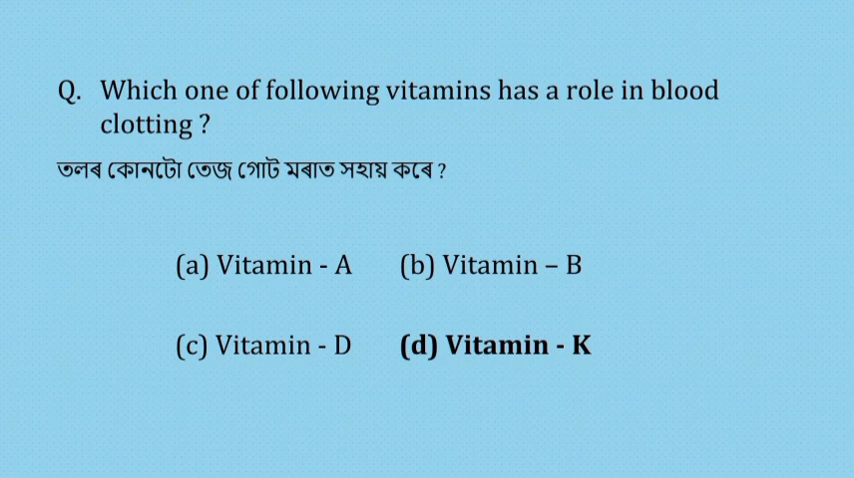 Q. Which one of following vitamins has a role in blood
clotting ?
তলৰ কোনটো তেজ গোট মৰাত সহায় কৰে ?
(a) Vitamin - A (b) Vitamin – B
(c) Vitamin - D (d) Vitamin - K